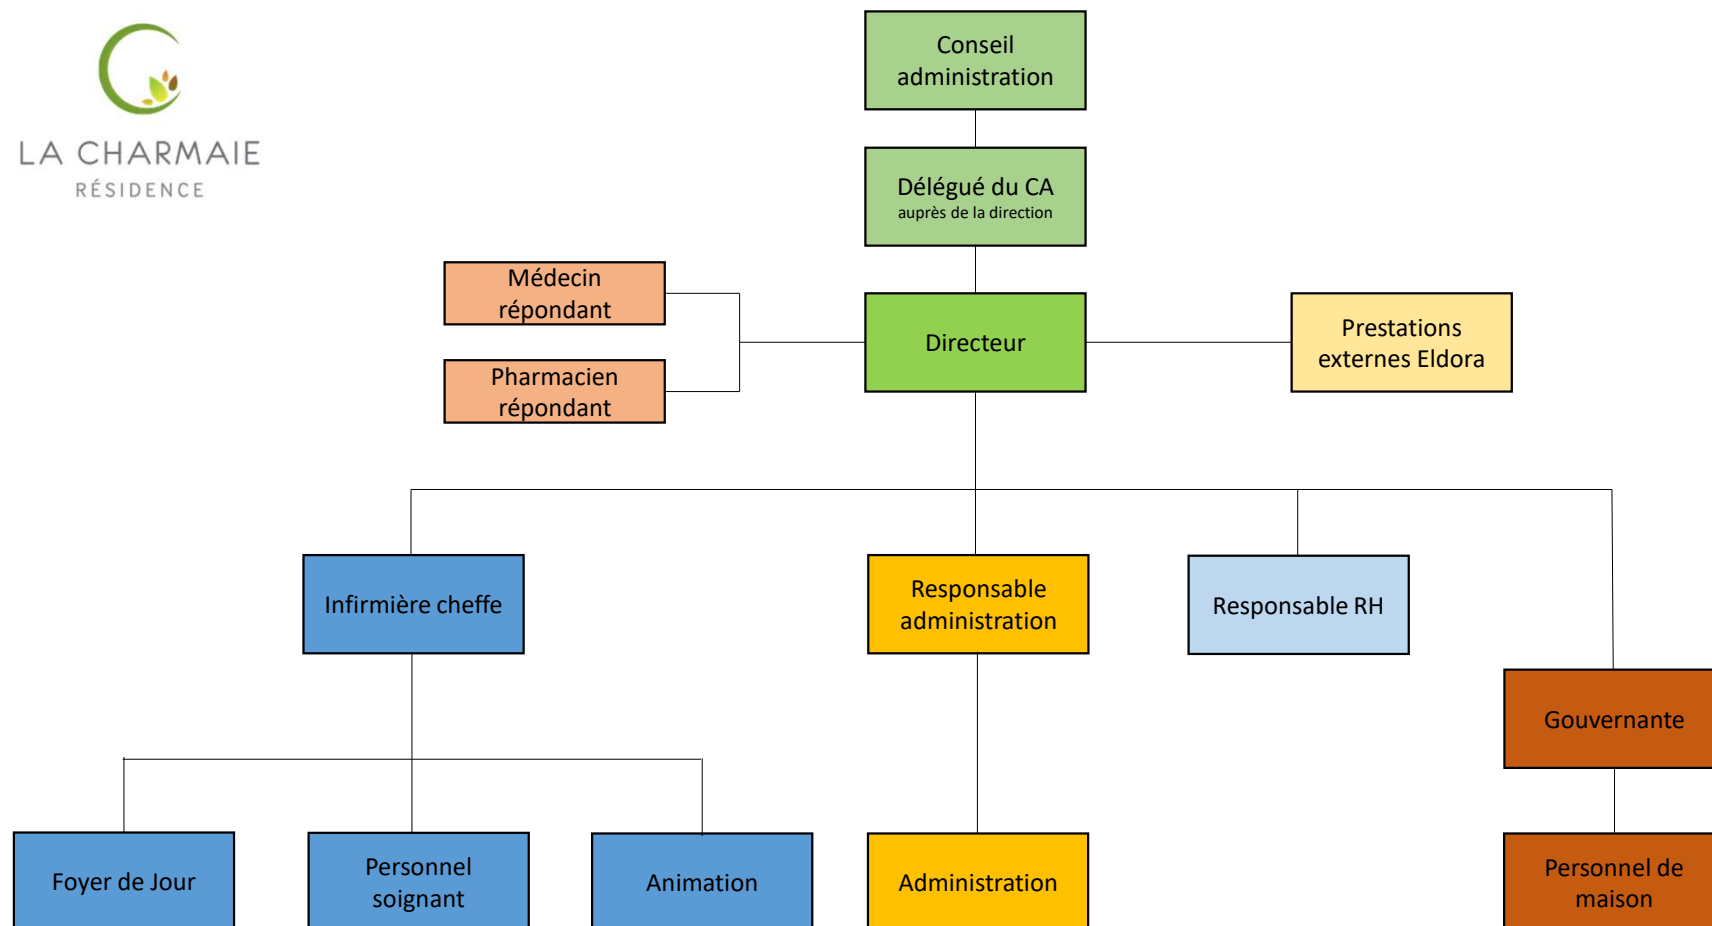 LA CHARMAIE
RÉSIDENCE
Conseil
administration
Délégué du CA
auprès de la direction
Médecin
répondant
Pharmacien
répondant
Directeur
Prestations
externes Eldora
Infirmière cheffe
Responsable
administration
Responsable RH
Gouvernante
Foyer de Jour
Personnel
soignant
Animation
Administration
Personnel de
maison